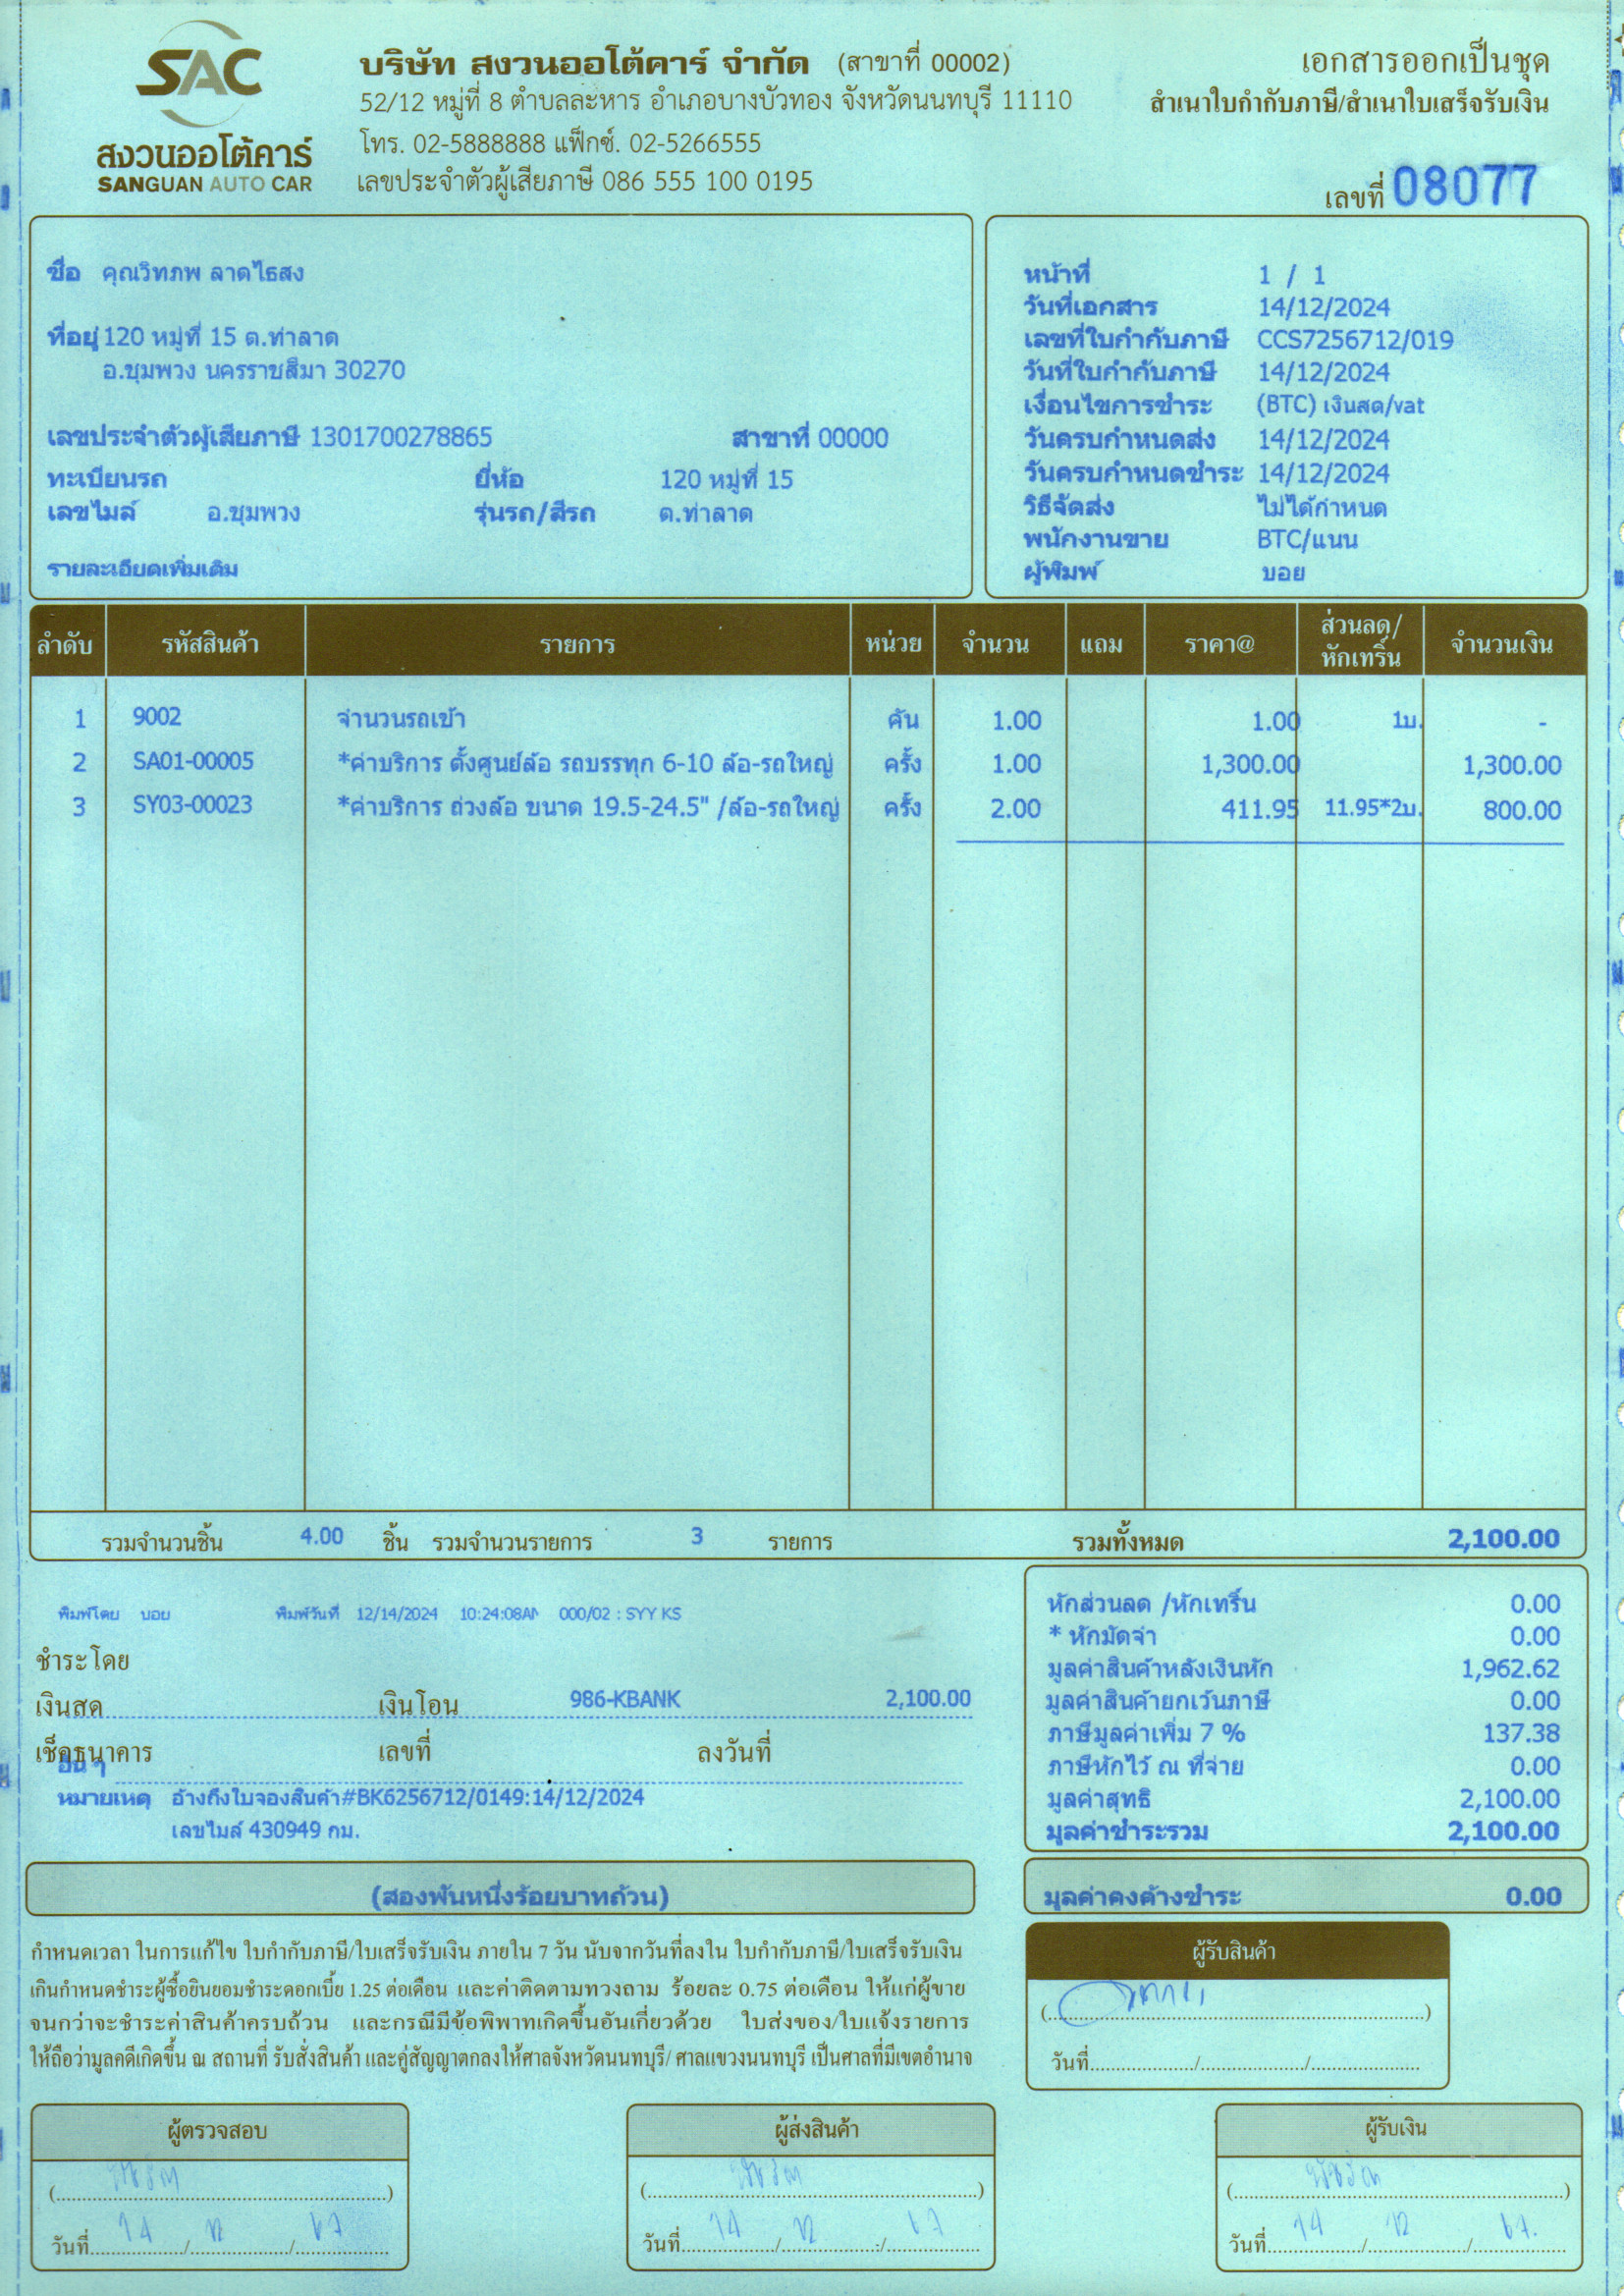 SAC
สงวนออโต้คาร์
SANGUAN AUTO CAR
บริษัท สงวนออโต้คาร์ จำกัด (สาขาที่ 00002)
52/12 หมู่ที่ 8 ตำบลละหาร อำเภอบางบัวทอง จังหวัดนนทบุรี 11110
โทร. 02-5888888 แฟ็กซ์. 02-5266555
เลขประจำตัวผู้เสียภาษี 086 555 100 0195
เอกสารออกเป็นชุด
สำเนาใบกำกับภาษี/สำเนาใบเสร็จรับเงิน
เลขที่ 08077
ชื่อ คุณวิทภพ ลาดไธสง
ที่อยู่ 120 หมู่ที่ 15 ต.ท่าลาด
อ.ชุมพวง นครราชสีมา 30270
เลขประจำตัวผู้เสียภาษี 1301700278865 สาขาที่ 00000
ทะเบียนรถ ยี่ห้อ 120 หมู่ที่ 15
เลขไมล์ อ.ชุมพวง รุ่นรถ/สีรถ ต.ท่าลาด
รายละเอียดเพิ่มเติม
หน้าที่ 1 / 1
วันที่เอกสาร 14/12/2024
เลขที่ใบกำกับภาษี CCS7256712/019
วันที่ใบกำกับภาษี 14/12/2024
เงื่อนไขการชำระ (BTC) เงินสด/vat
วันครบกำหนดส่ง 14/12/2024
วันครบกำหนดชำระ 14/12/2024
วิธีจัดส่ง ไม่ได้กำหนด
พนักงานขาย BTC/แนน
ผู้พิมพ์ บอย
ลำดับ รหัสสินค้า รายการ หน่วย จำนวน แถม ราคา@ ส่วนลด/หักเทริ์น จำนวนเงิน
1 9002 จำนวนรถเข้า คัน 1.00 1.00 1บ. -
2 SA01-00005 *ค่าบริการ ตั้งศูนย์ล้อ รถบรรทุก 6-10 ล้อ-รถใหญ่ ครั้ง 1.00 1,300.00 1,300.00
3 SY03-00023 *ค่าบริการ ถ่วงล้อ ขนาด 19.5-24.5" /ล้อ-รถใหญ่ ครั้ง 2.00 411.95 11.95*2บ. 800.00
รวมจำนวนชิ้น 4.00 ชิ้น รวมจำนวนรายการ 3 รายการ รวมทั้งหมด 2,100.00
พิมพ์โดย บอย พิมพ์วันที่ 12/14/2024 10:24:08AM 000/02 : SYY KS
ชำระโดย
เงินสด เงินโอน 986-KBANK 2,100.00
เช็คธนาคาร เลขที่ ลงวันที่
อื่น ๆ
หมายเหตุ อ้างถึงใบจองสินค้า#BK6256712/0149:14/12/2024
เลขไมล์ 430949 กม.
หักส่วนลด /หักเทริ์น 0.00
* หักมัดจำ 0.00
มูลค่าสินค้าหลังเงินหัก 1,962.62
มูลค่าสินค้ายกเว้นภาษี 0.00
ภาษีมูลค่าเพิ่ม 7 % 137.38
ภาษีหักไว้ ณ ที่จ่าย 0.00
มูลค่าสุทธิ 2,100.00
มูลค่าชำระรวม 2,100.00
(สองพันหนึ่งร้อยบาทถ้วน)
มูลค่าคงค้างชำระ 0.00
กำหนดเวลา ในการแก้ไข ใบกำกับภาษี/ใบเสร็จรับเงิน ภายใน 7 วัน นับจากวันที่ลงใน ใบกำกับภาษี/ใบเสร็จรับเงิน
เกินกำหนดชำระผู้ซื้อยินยอมชำระดอกเบี้ย 1.25 ต่อเดือน และค่าติดตามทวงถาม ร้อยละ 0.75 ต่อเดือน ให้แก่ผู้ขาย
จนกว่าจะชำระค่าสินค้าครบถ้วน และกรณีมีข้อพิพาทเกิดขึ้นอันเกี่ยวด้วย ใบส่งของ/ใบแจ้งรายการ
ให้ถือว่ามูลคดีเกิดขึ้น ณ สถานที่ รับสั่งสินค้า และคู่สัญญาตกลงให้ศาลจังหวัดนนทบุรี/ ศาลแขวงนนทบุรี เป็นศาลที่มีเขตอำนาจ
ผู้รับสินค้า
วันที่
ผู้ตรวจสอบ
วันที่ 14 / 12 / 67
ผู้ส่งสินค้า
วันที่ 14 / 12 / 67
ผู้รับเงิน
วันที่ 14 / 12 / 67.